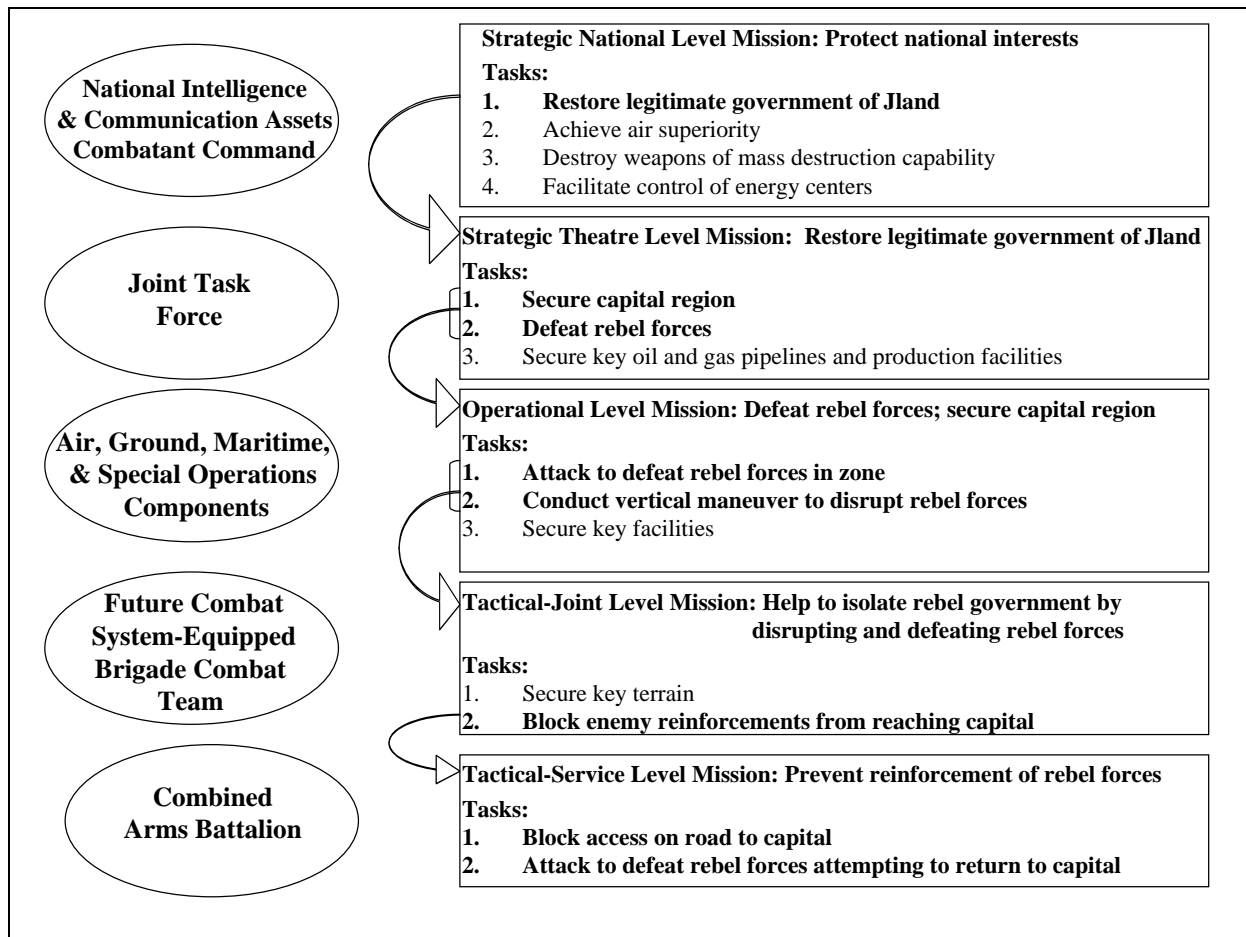 National Intelligence
& Communication Assets
Combatant Command
Strategic National Level Mission: Protect national interests
Tasks:
1. Restore legitimate government of Jland
2. Achieve air superiority
3. Destroy weapons of mass destruction capability
4. Facilitate control of energy centers
Joint Task
Force
Strategic Theatre Level Mission: Restore legitimate government of Jland
Tasks:
1. Secure capital region
2. Defeat rebel forces
3. Secure key oil and gas pipelines and production facilities
Air, Ground, Maritime,
& Special Operations
Components
Operational Level Mission: Defeat rebel forces; secure capital region
Tasks:
1. Attack to defeat rebel forces in zone
2. Conduct vertical maneuver to disrupt rebel forces
3. Secure key facilities
Future Combat
System-Equipped
Brigade Combat
Team
Tactical-Joint Level Mission: Help to isolate rebel government by
disrupting and defeating rebel forces
Tasks:
1. Secure key terrain
2. Block enemy reinforcements from reaching capital
Combined
Arms Battalion
Tactical-Service Level Mission: Prevent reinforcement of rebel forces
Tasks:
1. Block access on road to capital
2. Attack to defeat rebel forces attempting to return to capital